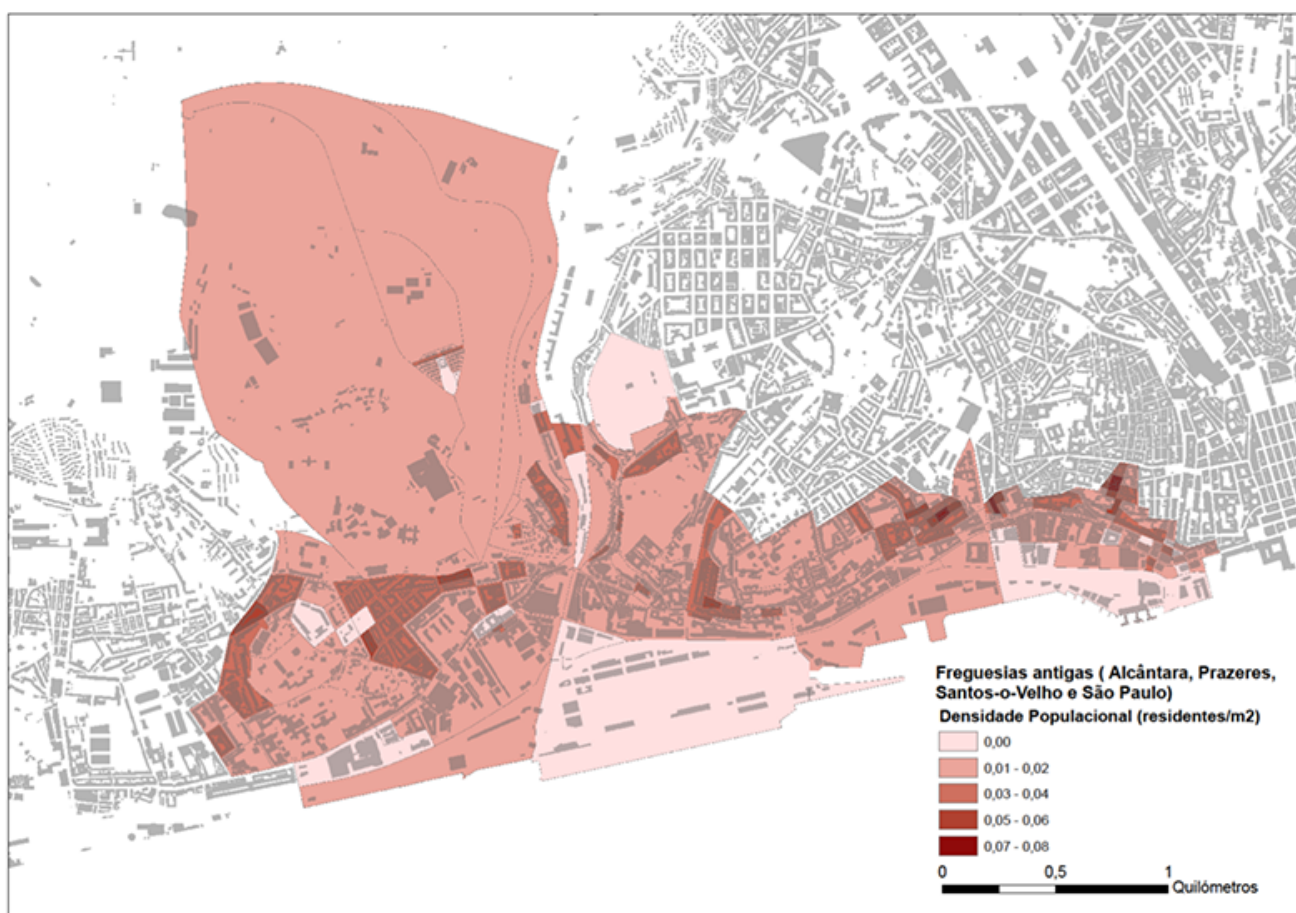 Freguesias antigas ( Alcântara, Prazeres,
Santos-o-Velho e São Paulo)
Densidade Populacional (residentes/m2)
0,00
0,01 - 0,02
0,03 - 0,04
0,05 - 0,06
0,07 - 0,08
0 0,5 1
Quilómetros